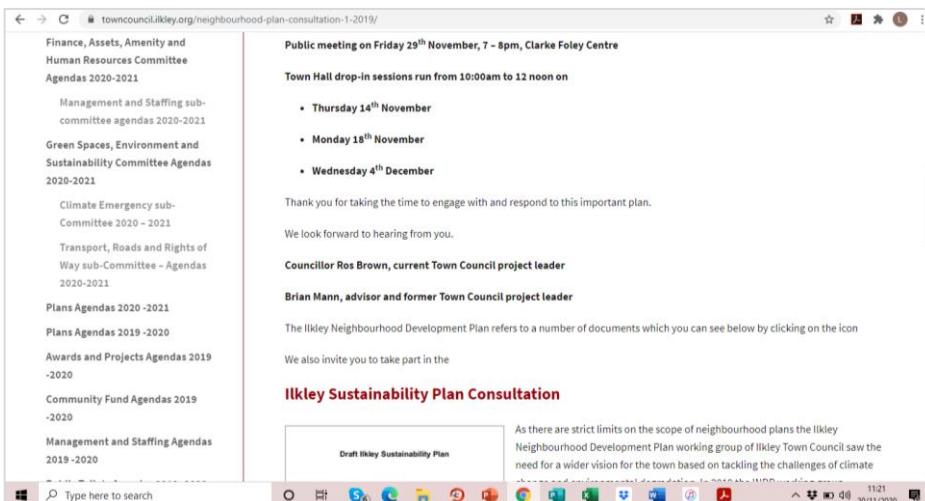 towncouncil.ilkley.org/neighbourhood-plan-consultation-1-2019/
L
Finance, Assets, Amenity and
Human Resources Committee
Agendas 2020-2021
Management and Staffing sub-
committee agendas 2020-2021
Green Spaces, Environment and
Sustainability Committee Agendas
2020-2021
Climate Emergency sub-
Committee 2020 – 2021
Transport, Roads and Rights of
Way sub-Committee – Agendas
2020-2021
Plans Agendas 2020 -2021
Plans Agendas 2019 -2020
Awards and Projects Agendas 2019
-2020
Community Fund Agendas 2019
-2020
Management and Staffing Agendas
2019 -2020
Public meeting on Friday 29th November, 7 – 8pm, Clarke Foley Centre
Town Hall drop-in sessions run from 10:00am to 12 noon on
• Thursday 14th November
• Monday 18th November
• Wednesday 4th December
Thank you for taking the time to engage with and respond to this important plan.
We look forward to hearing from you.
Councillor Ros Brown, current Town Council project leader
Brian Mann, advisor and former Town Council project leader
The Ilkley Neighbourhood Development Plan refers to a number of documents which you can see below by clicking on the icon
We also invite you to take part in the
Ilkley Sustainability Plan Consultation
Draft Ilkley Sustainability Plan
As there are strict limits on the scope of neighbourhood plans the Ilkley
Neighbourhood Development Plan working group of Ilkley Town Council saw the
need for a wider vision for the town based on tackling the challenges of climate
Type here to search
11:21
20/11/2020